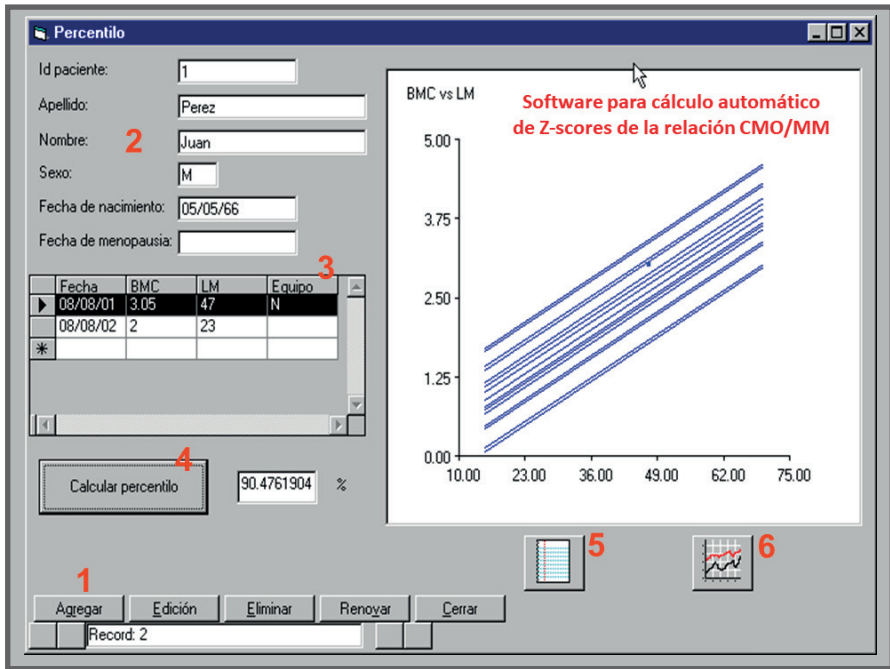 Percentilo
Id paciente: 1
Apellido: Perez
2
Nombre: Juan
Sexo: M
Fecha de nacimiento: 05/05/66
Fecha de menopausia:
3
Fecha BMC LM Equipo
08/08/01 3.05 47 N
08/08/02 2 23
4
Calcular percentilo 90.4761904 %
BMC vs LM
Software para cálculo automático
de Z-scores de la relación CMO/MM
5.00
3.75
2.50
1.25
0.00
10.00 23.00 36.00 49.00 62.00 75.00
5
6
1
Agregar Edición Eliminar Renovar Cerrar
Record: 2